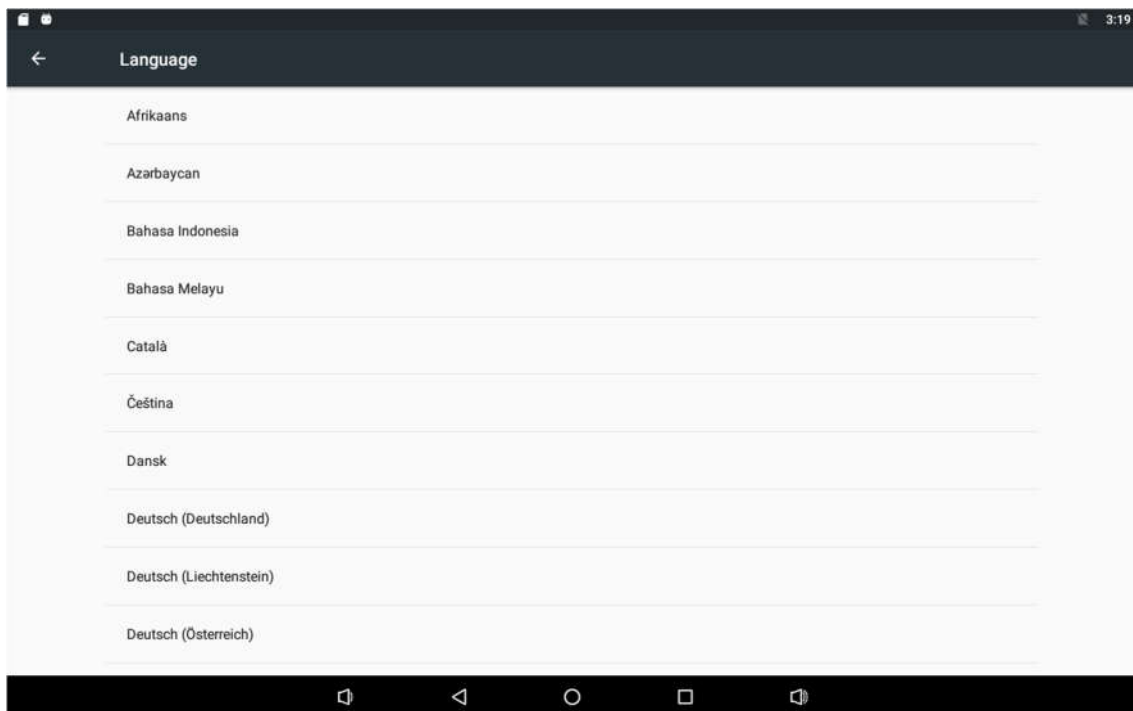 3:19
Language
Afrikaans
Azərbaycan
Bahasa Indonesia
Bahasa Melayu
Català
Čeština
Dansk
Deutsch (Deutschland)
Deutsch (Liechtenstein)
Deutsch (Österreich)